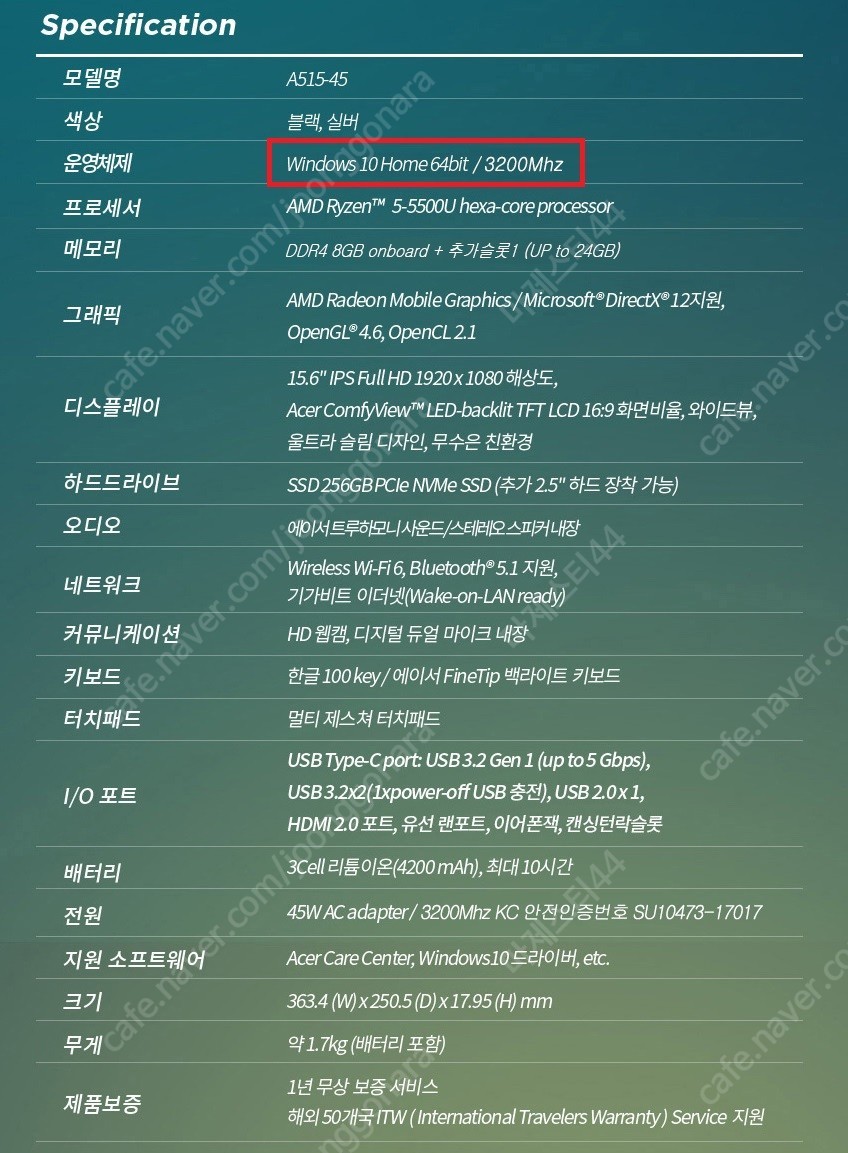 Specification
모델명 A515-45
색상 블랙, 실버
운영체제 Windows 10 Home 64bit / 3200Mhz
프로세서 AMD Ryzen™ 5-5500U hexa-core processor
메모리 DDR4 8GB onboard + 추가슬롯1 (UP to 24GB)
그래픽 AMD Radeon Mobile Graphics / Microsoft® DirectX® 12지원,
OpenGL® 4.6, OpenCL 2.1
디스플레이 15.6" IPS Full HD 1920 x 1080 해상도,
Acer ComfyView™ LED-backlit TFT LCD 16:9 화면비율, 와이드뷰,
울트라 슬림 디자인, 무수은 친환경
하드드라이브 SSD 256GB PCIe NVMe SSD (추가 2.5" 하드 장착 가능)
오디오 에이서 트루하모니 사운드/스테레오 스피커 내장
네트워크 Wireless Wi-Fi 6, Bluetooth® 5.1 지원,
기가비트 이더넷(Wake-on-LAN ready)
커뮤니케이션 HD 웹캠, 디지털 듀얼 마이크 내장
키보드 한글 100 key / 에이서 FineTip 백라이트 키보드
터치패드 멀티 제스쳐 터치패드
I/O 포트 USB Type-C port: USB 3.2 Gen 1 (up to 5 Gbps),
USB 3.2x2(1xpower-off USB 충전), USB 2.0 x 1,
HDMI 2.0 포트, 유선 랜포트, 이어폰잭, 캔싱턴락슬롯
배터리 3Cell 리튬이온(4200 mAh), 최대 10시간
전원 45W AC adapter / 3200Mhz KC 안전인증번호 SU10473-17017
지원 소프트웨어 Acer Care Center, Windows10 드라이버, etc.
크기 363.4 (W) x 250.5 (D) x 17.95 (H) mm
무게 약 1.7kg (배터리 포함)
제품보증 1년 무상 보증 서비스
해외 50개국 ITW ( International Travelers Warranty ) Service 지원
cafe.naver.com/joonggonara
cafe.naver.com/joonggonara
cafe.naver.com/joonggonara
cafe.naver.co
cafe.naver.co
cafe.naver.co